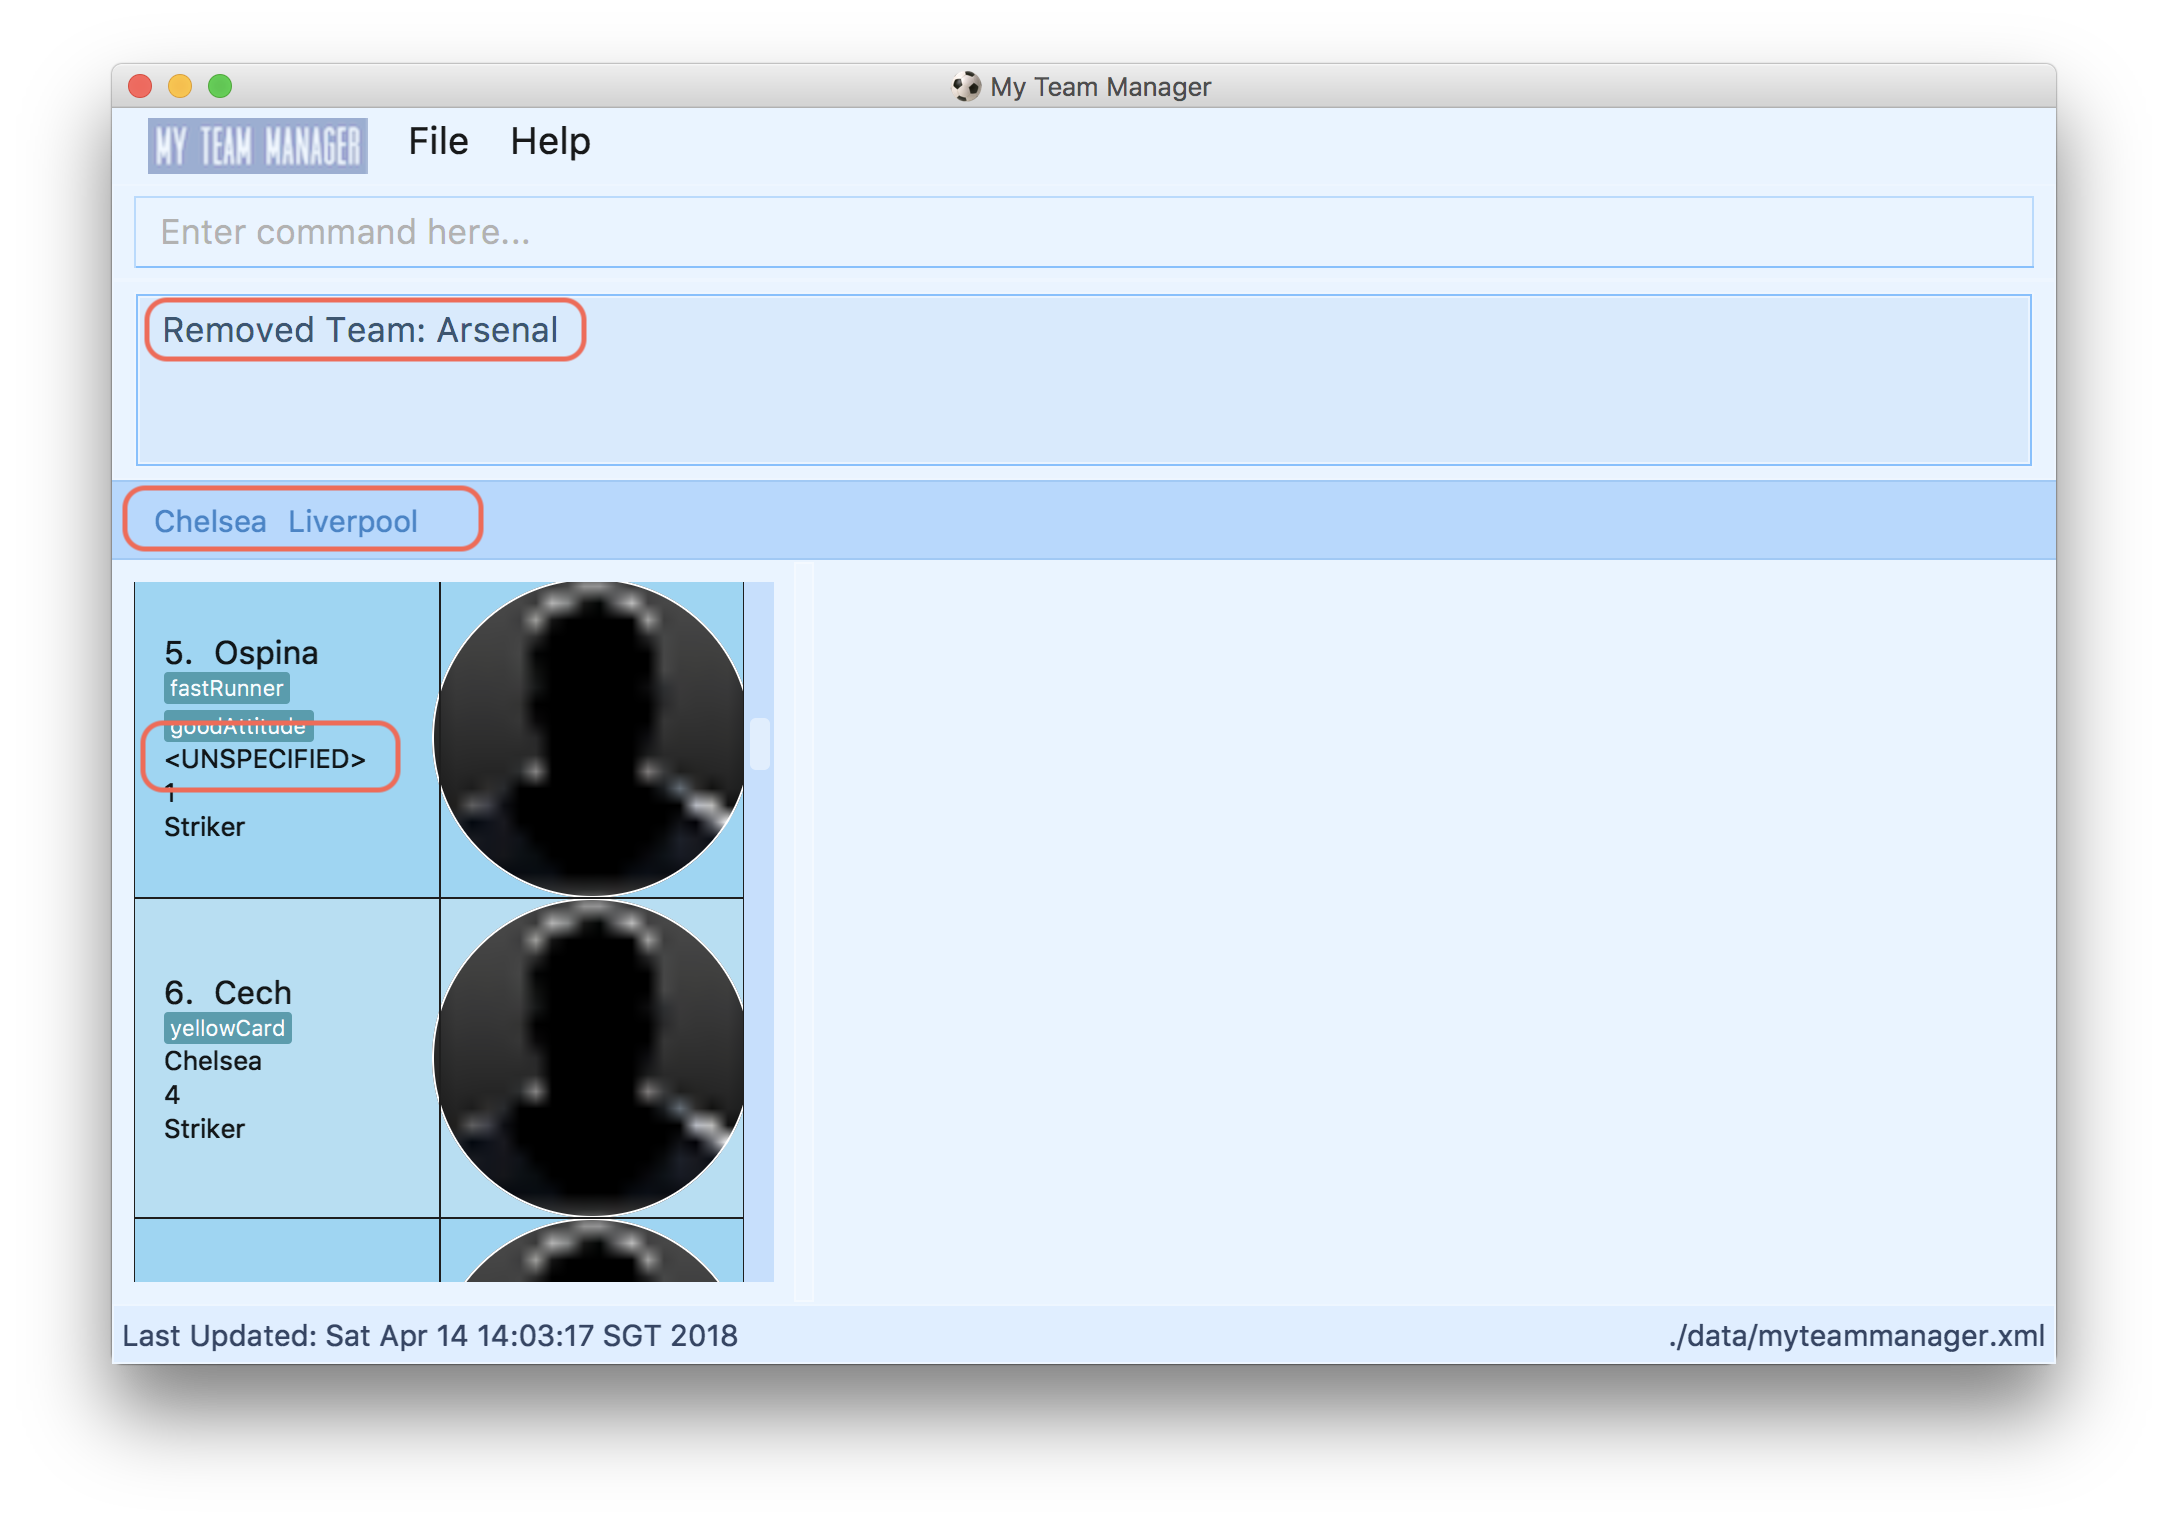 My Team Manager
MY TEAM MANAGER File Help
Enter command here...
Removed Team: Arsenal
Chelsea Liverpool
5. Ospina
fastRunner
goodAttitude
<UNSPECIFIED>
1
Striker
6. Cech
yellowCard
Chelsea
4
Striker
Last Updated: Sat Apr 14 14:03:17 SGT 2018 ./data/myteammanager.xml